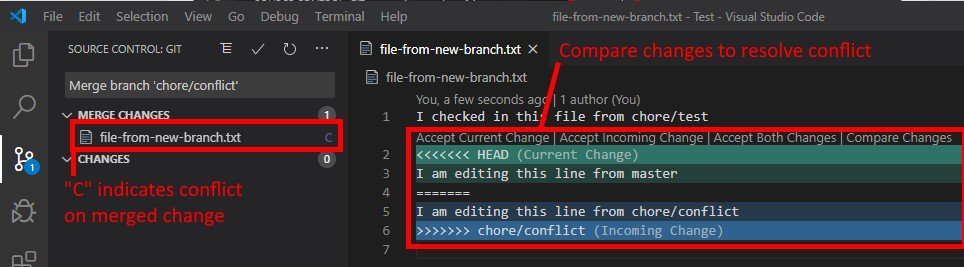 File Edit Selection View Go Run Debug Terminal Help file-from-new-branch.txt - Test - Visual Studio Code
SOURCE CONTROL: GIT
Merge branch 'chore/conflict'
MERGE CHANGES 1
file-from-new-branch.txt C
CHANGES 0
"C" indicates conflict
on merged change
1
file-from-new-branch.txt
Compare changes to resolve conflict
file-from-new-branch.txt
You, a few seconds ago | 1 author (You)
1 I checked in this file from chore/test
Accept Current Change | Accept Incoming Change | Accept Both Changes | Compare Changes
2 <<<<<<< HEAD (Current Change)
3 I am editing this line from master
4 =======
5 I am editing this line from chore/conflict
6 >>>>>>> chore/conflict (Incoming Change)
7